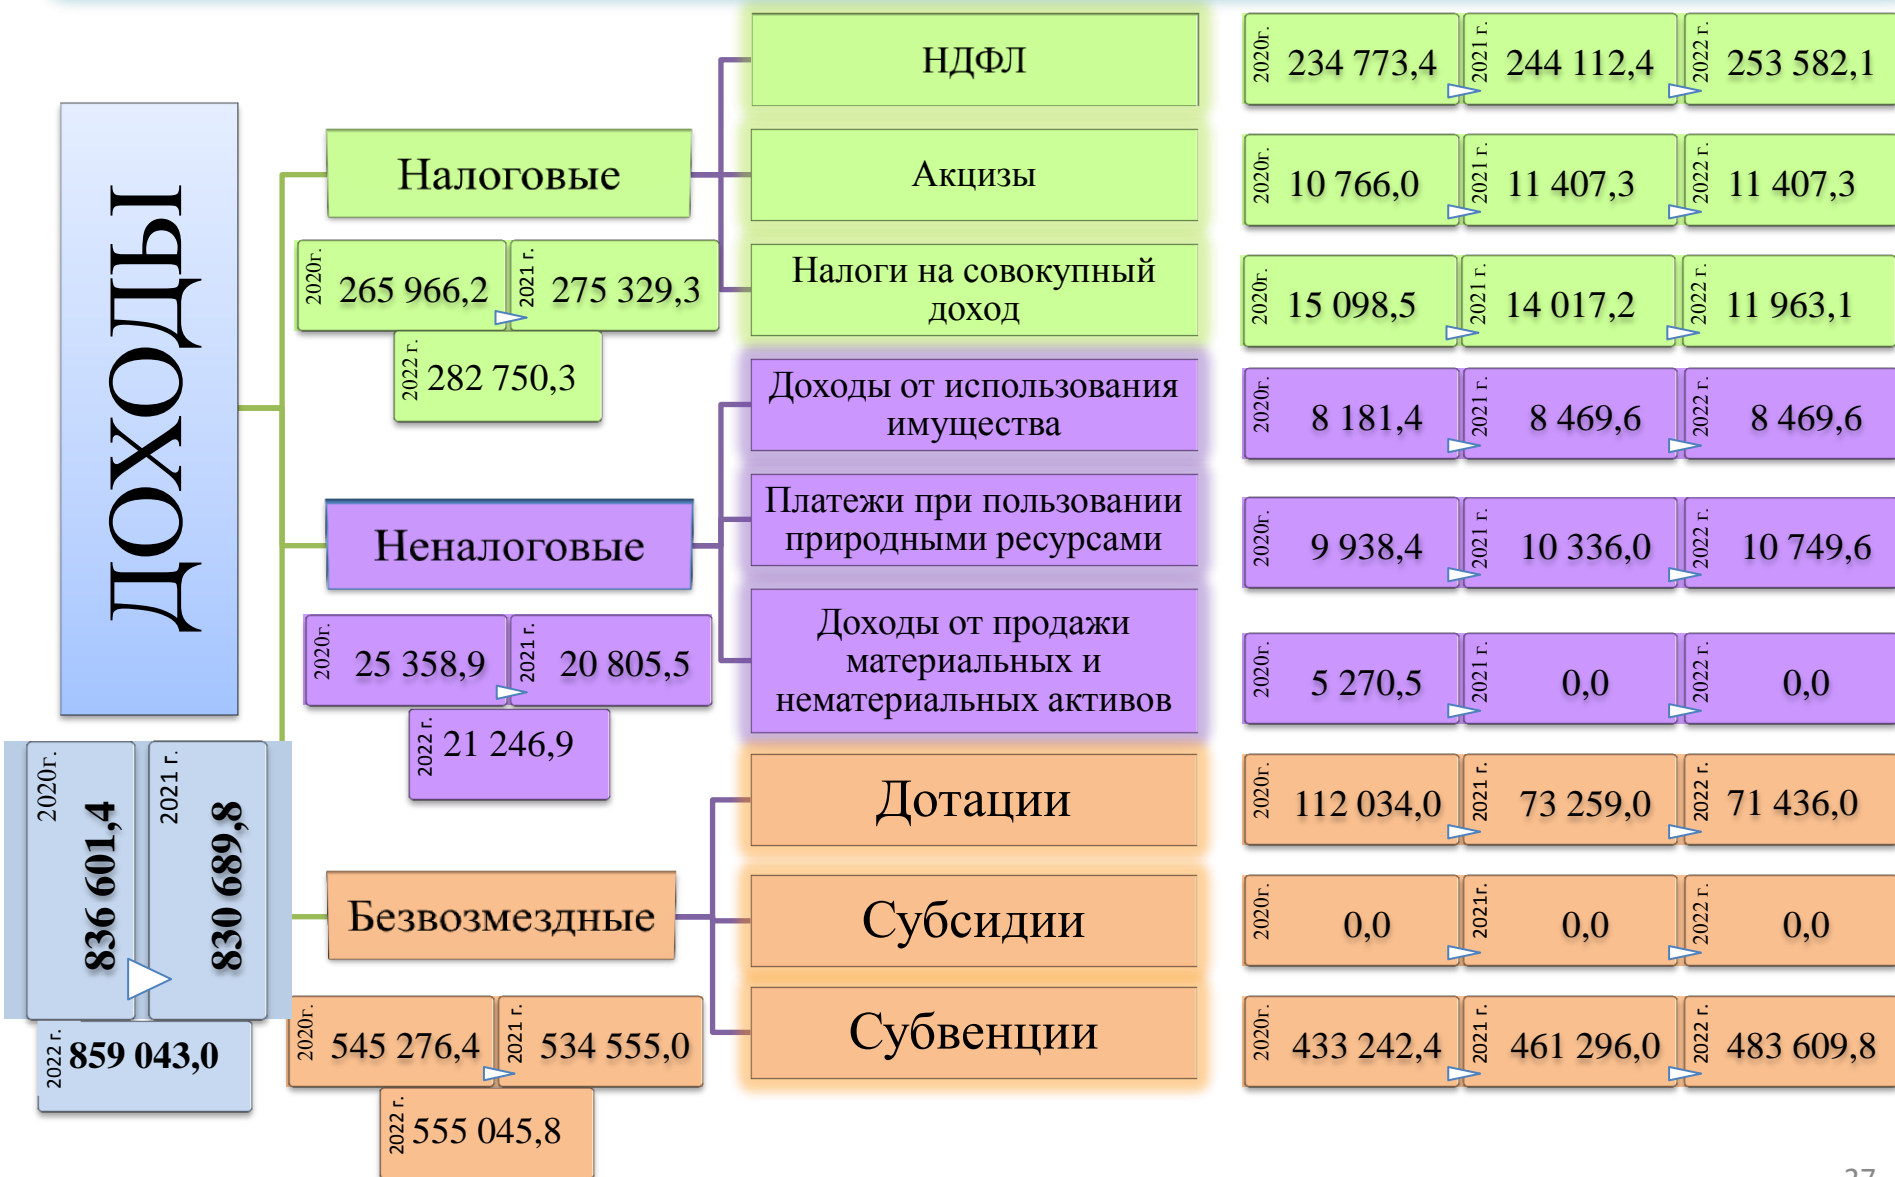 ДОХОДЫ
2020г.
836 601,4
2021 г.
830 689,8
2022 г.
859 043,0
Налоговые
2020г.
265 966,2
2021 г.
275 329,3
2022 г.
282 750,3
НДФЛ
2020г.
234 773,4
2021 г.
244 112,4
2022 г.
253 582,1
Акцизы
2020г.
10 766,0
2021 г.
11 407,3
2022 г.
11 407,3
Налоги на совокупный
доход
2020г.
15 098,5
2021 г.
14 017,2
2022 г.
11 963,1
Неналоговые
2020г.
25 358,9
2021 г.
20 805,5
2022 г.
21 246,9
Доходы от использования
имущества
2020г.
8 181,4
2021 г.
8 469,6
2022 г.
8 469,6
Платежи при пользовании
природными ресурсами
2020г.
9 938,4
2021 г.
10 336,0
2022 г.
10 749,6
Доходы от продажи
материальных и
нематериальных активов
2020г.
5 270,5
2021 г.
0,0
2022 г.
0,0
Безвозмездные
2020г.
545 276,4
2021 г.
534 555,0
2022 г.
555 045,8
Дотации
2020г.
112 034,0
2021 г.
73 259,0
2022 г.
71 436,0
Субсидии
2020г.
0,0
2021г.
0,0
2022 г.
0,0
Субвенции
2020г.
433 242,4
2021 г.
461 296,0
2022 г.
483 609,8